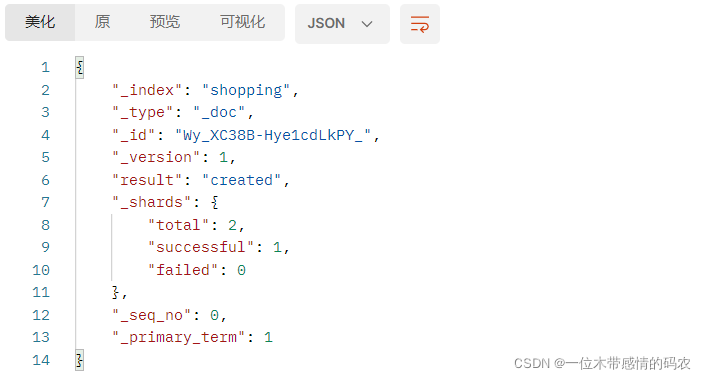 美化 原 预览 可视化 JSON
1 {
2 "_index": "shopping",
3 "_type": "_doc",
4 "_id": "Wy_XC38B-Hye1cdLkPY_",
5 "_version": 1,
6 "result": "created",
7 "_shards": {
8 "total": 2,
9 "successful": 1,
10 "failed": 0
11 },
12 "_seq_no": 0,
13 "_primary_term": 1
14 }
CSDN @一位木带感情的码农